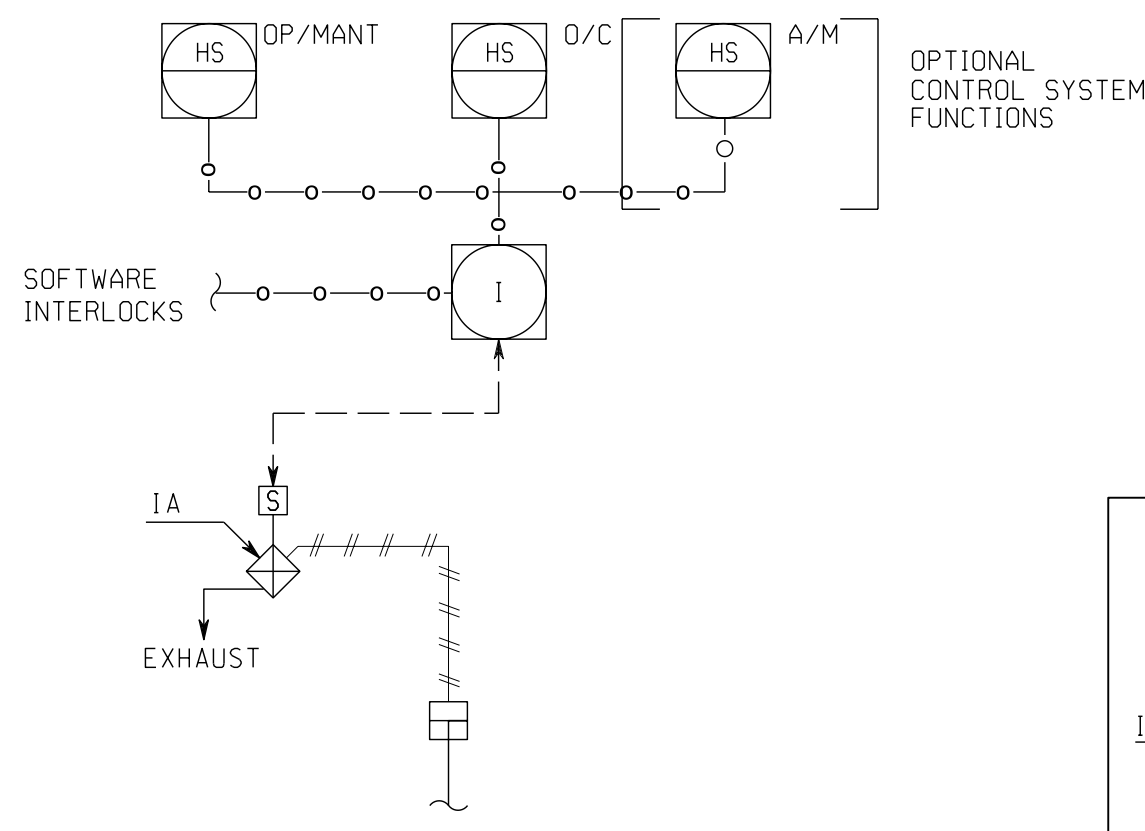 HS OP/MANT
HS O/C
HS A/M
OPTIONAL
CONTROL SYSTEM
FUNCTIONS
SOFTWARE
INTERLOCKS
I
S
IA
EXHAUST
I